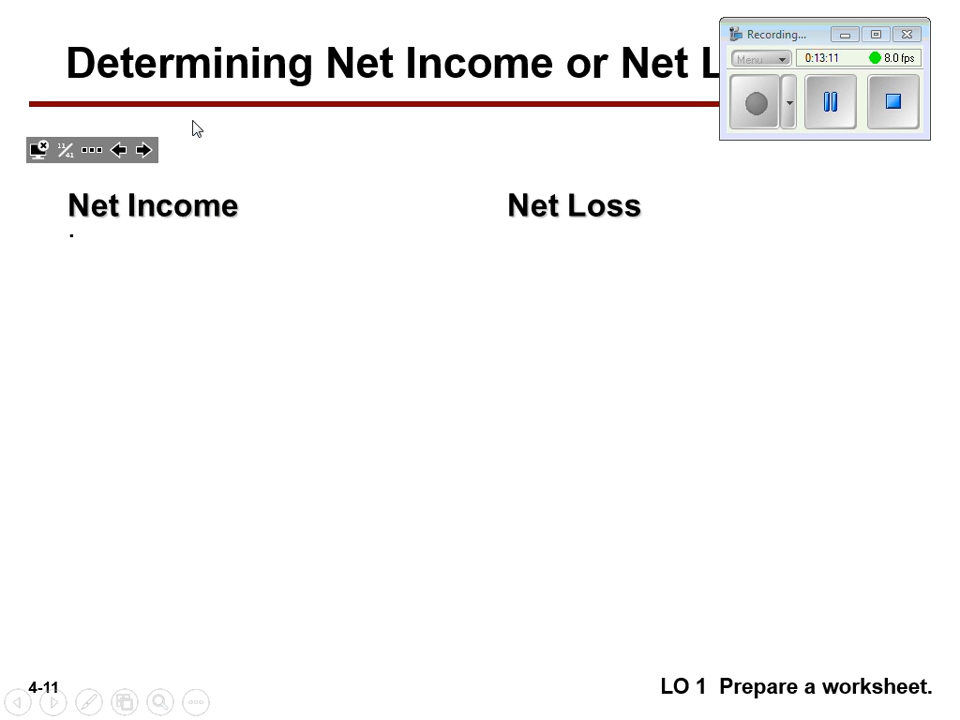 Determining Net Income or Net L
Recording...
Menu
0:13:11
8.0 fps
11/41
Net Income
Net Loss
.
4-11
LO 1 Prepare a worksheet.